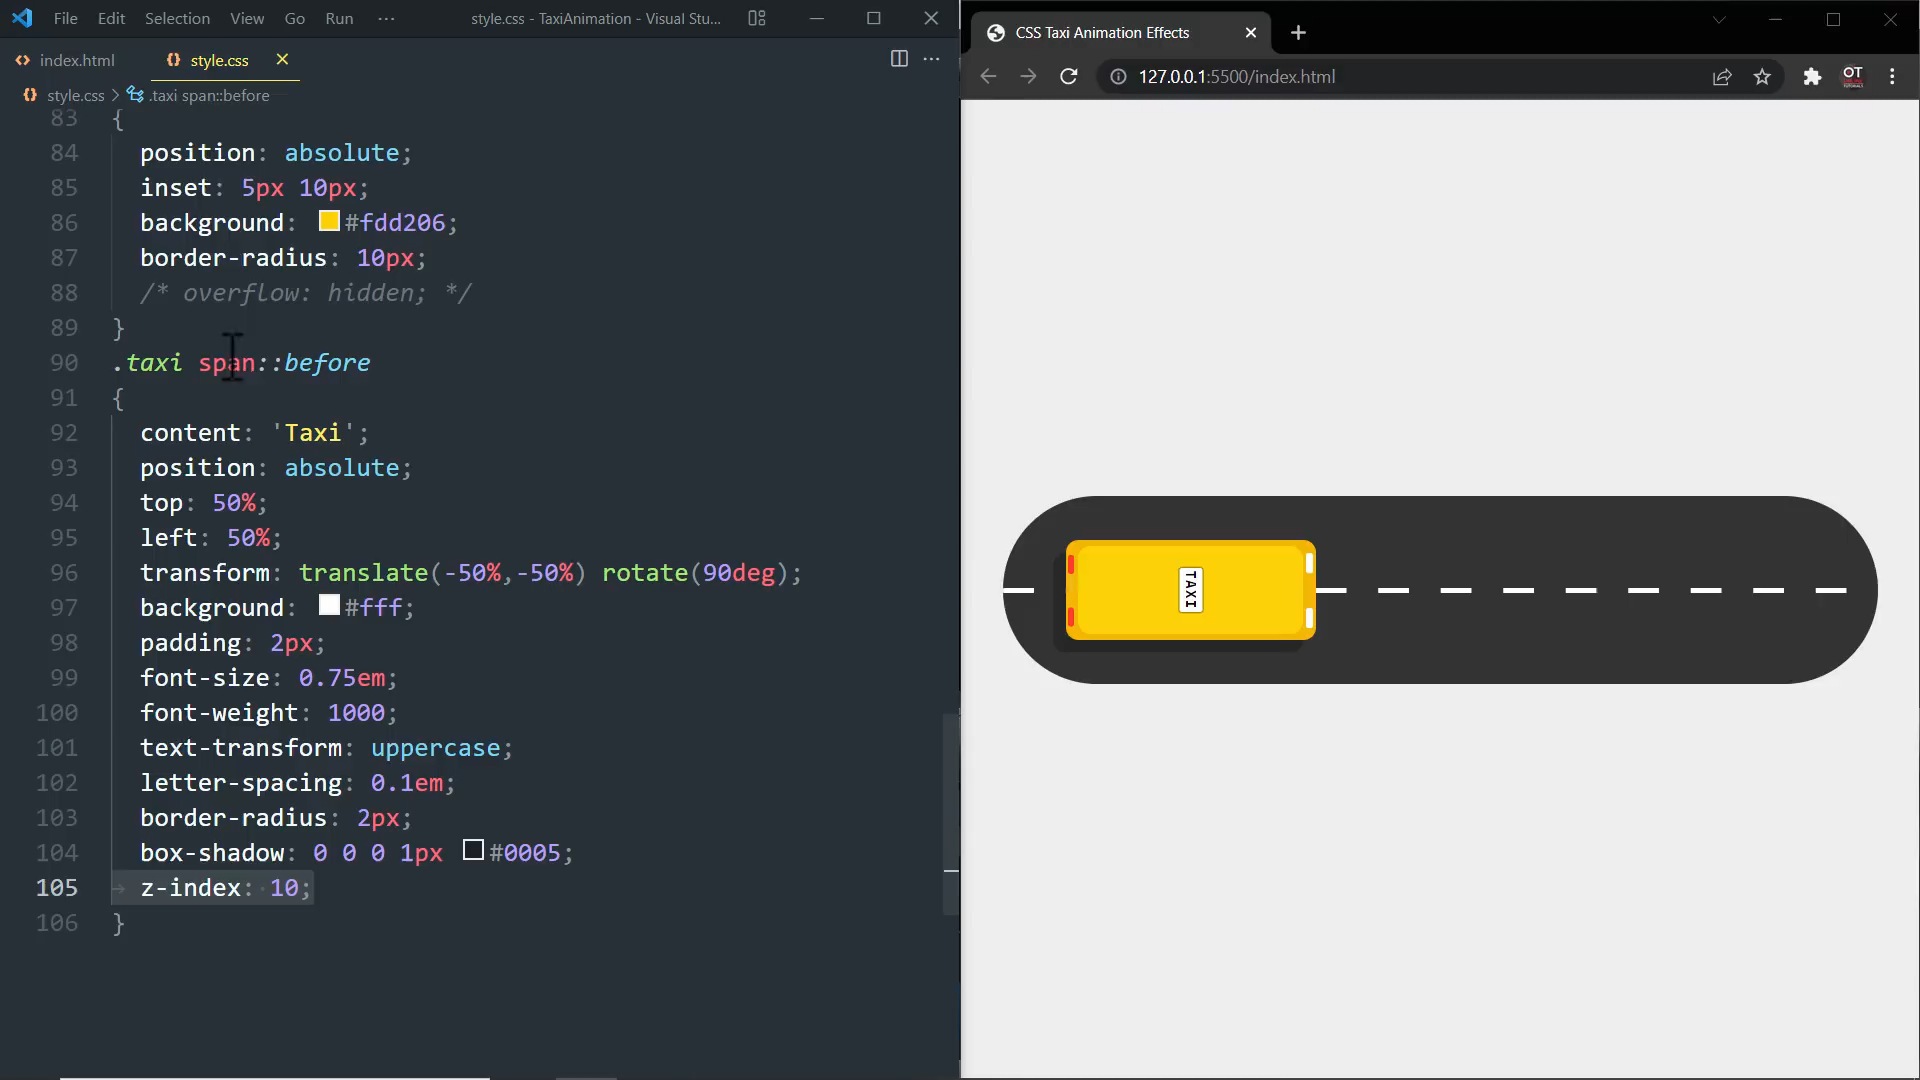 File Edit Selection View Go Run ··· style.css - TaxiAnimation - Visual Stu...
index.html style.css
style.css > .taxi span::before
83 {
84 position: absolute;
85 inset: 5px 10px;
86 background: #fdd206;
87 border-radius: 10px;
88 /* overflow: hidden; */
89 }
90 .taxi span::before
91 {
92 content: 'Taxi';
93 position: absolute;
94 top: 50%;
95 left: 50%;
96 transform: translate(-50%,-50%) rotate(90deg);
97 background: #fff;
98 padding: 2px;
99 font-size: 0.75em;
100 font-weight: 1000;
101 text-transform: uppercase;
102 letter-spacing: 0.1em;
103 border-radius: 2px;
104 box-shadow: 0 0 0 1px #0005;
105 z-index: 10;
106 }
CSS Taxi Animation Effects
127.0.0.1:5500/index.html
OT
TAXI